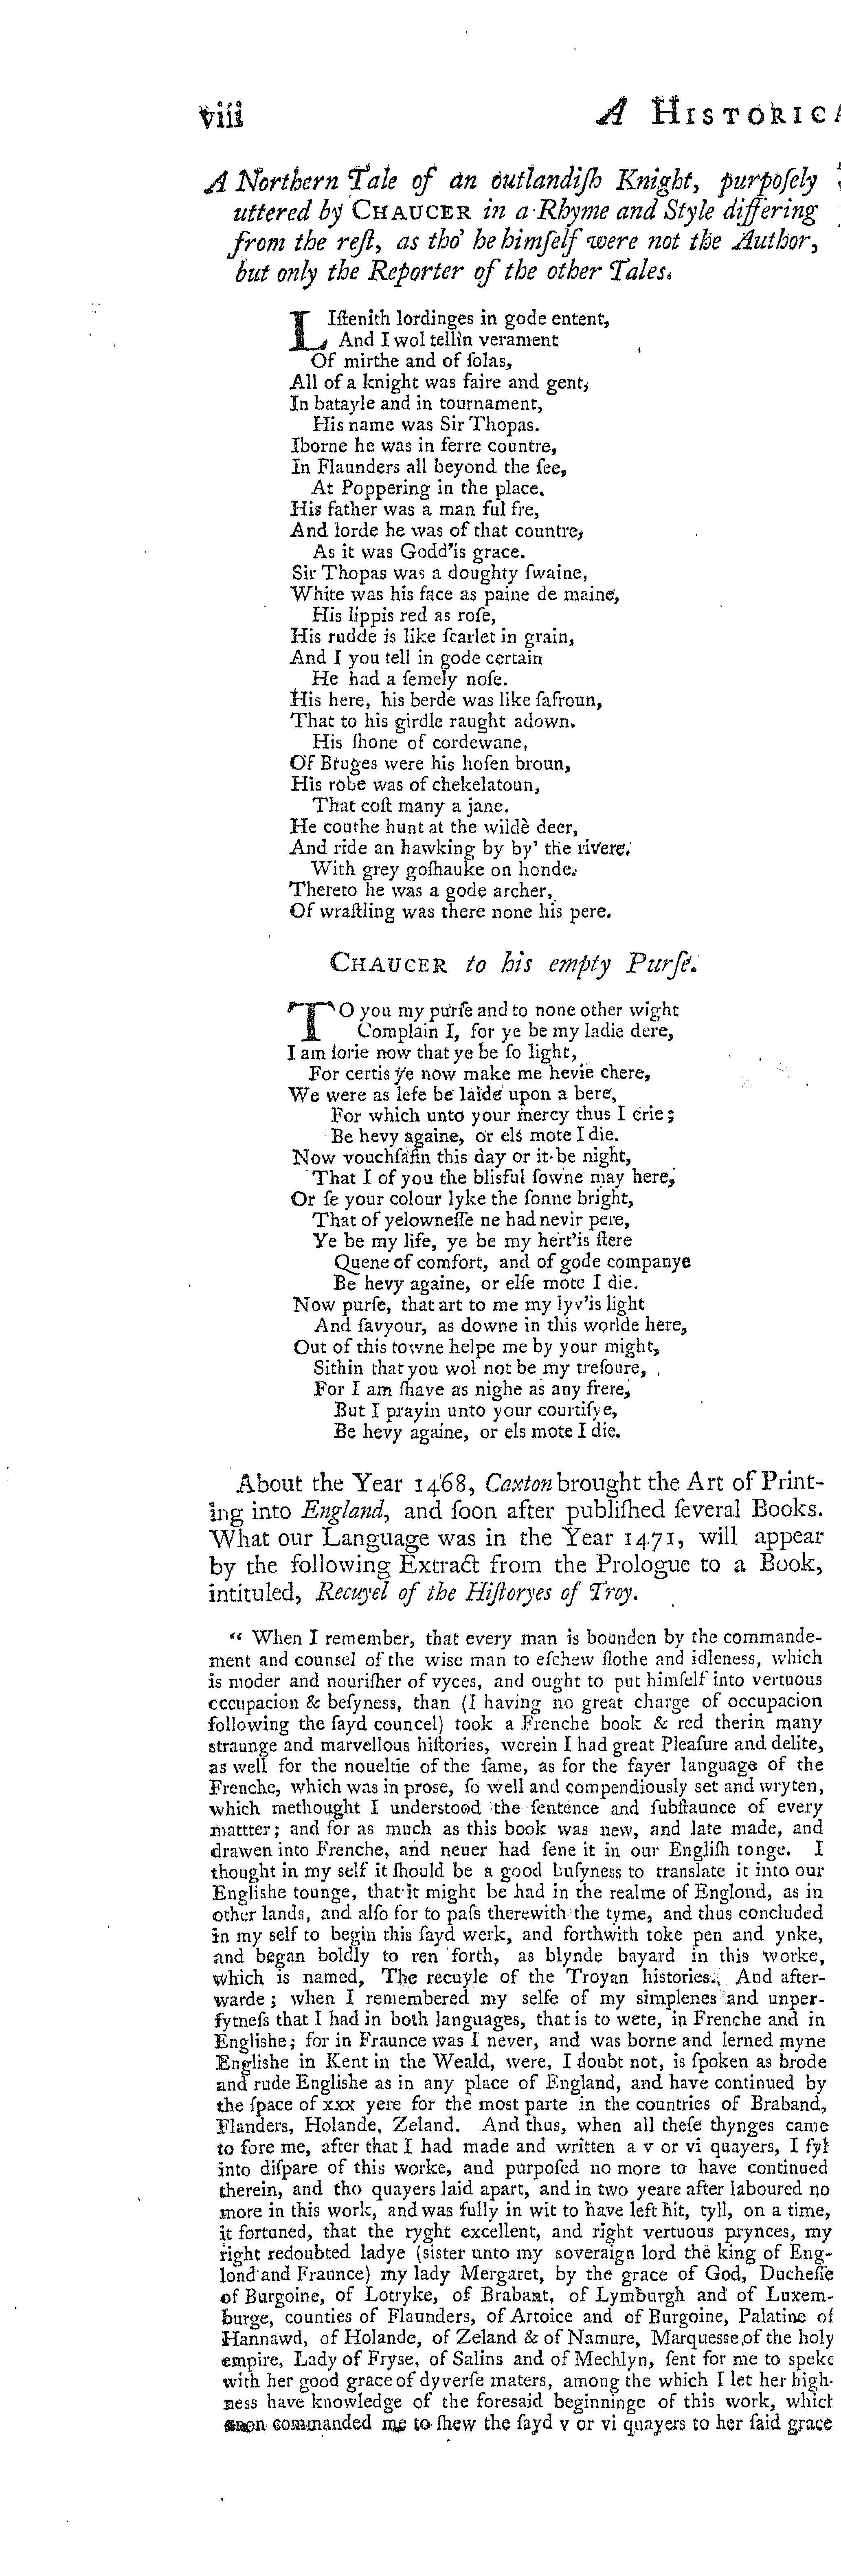 viii A HISTORICA
A Northern Tale of an outlandiſh Knight, purpoſely
uttered by CHAUCER in a Rhyme and Style differing
from the reſt, as tho' he himſelf were not the Author,
but only the Reporter of the other Tales.
LIſtenith lordinges in gode entent,
And I wol tellin verament
Of mirthe and of ſolas,
All of a knight was faire and gent,
In batayle and in tournament,
His name was Sir Thopas.
Iborne he was in ferre countre,
In Flaunders all beyond the ſee,
At Poppering in the place.
His father was a man ful fre,
And lorde he was of that countre,
As it was Godd'is grace.
Sir Thopas was a doughty ſwaine,
White was his face as paine de maine,
His lippis red as roſe,
His rudde is like ſcarlet in grain,
And I you tell in gode certain
He had a ſemely noſe.
His here, his berde was like ſafroun,
That to his girdle raught adown.
His ſhone of cordewane,
Of Bruges were his hoſen broun,
His robe was of chekelatoun,
That coſt many a jane.
He couthe hunt at the wildè deer,
And ride an hawking by by' the rivere.
With grey goſhauke on honde.
Thereto he was a gode archer,
Of wraſtling was there none his pere.
CHAUCER to his empty Purſe.
TO you my purſe and to none other wight
Complain I, for ye be my ladie dere,
I am ſorie now that ye be ſo light,
For certis ye now make me hevie chere,
We were as lefe be laide upon a bere,
For which unto your mercy thus I crie;
Be hevy againe, or els mote I die.
Now vouchſafin this day or it be night,
That I of you the blisful ſowne may here,
Or ſe your colour lyke the ſonne bright,
That of yelowneſſe ne had nevir pere,
Ye be my life, ye be my hert'is ſtere
Quene of comfort, and of gode companye
Be hevy againe, or elſe mote I die.
Now purſe, that art to me my lyv'is light
And ſavyour, as downe in this worlde here,
Out of this towne helpe me by your might,
Sithin that you wol not be my treſoure,
For I am ſhave as nighe as any frere,
But I prayin unto your courtiſye,
Be hevy againe, or els mote I die.
About the Year 1468, Caxton brought the Art of Print-
ing into England, and ſoon after publiſhed ſeveral Books.
What our Language was in the Year 1471, will appear
by the following Extract from the Prologue to a Book,
intituled, Recuyel of the Hiſtoryes of Troy.
“ When I remember, that every man is bounden by the commande-
ment and counsel of the wise man to eſchew ſlothe and idleness, which
is moder and nouriſher of vyces, and ought to put himſelf into vertuous
occupacion & beſyness, than (I having no great charge of occupacion
following the ſayd councel) took a Frenche book & red therin many
straunge and marvellous hiſtories, werein I had great Pleaſure and delite,
as well for the noueltie of the ſame, as for the fayer language of the
Frenche, which was in prose, ſo well and compendiously set and wryten,
which methought I understood the ſentence and ſubſtaunce of every
mattter; and for as much as this book was new, and late made, and
drawen into Frenche, and neuer had ſene it in our Engliſh tonge. I
thought in my self it ſhould be a good buſyness to translate it into our
Englishe tounge, that it might be had in the realme of Englond, as in
other lands, and alſo for to paſs therewith the tyme, and thus concluded
in my self to begin this ſayd werk, and forthwith toke pen and ynke,
and began boldly to ren forth, as blynde bayard in this worke,
which is named, The recuyle of the Troyan histories. And after-
warde; when I remembered my selfe of my simplenes and unper-
fytneſs that I had in both languages, that is to wete, in Frenche and in
Englishe; for in Fraunce was I never, and was borne and lerned myne
Englishe in Kent in the Weald, were, I doubt not, is ſpoken as brode
and rude Englishe as in any place of England, and have continued by
the ſpace of xxx yere for the most parte in the countries of Braband,
Flanders, Holande, Zeland. And thus, when all theſe thynges came
to fore me, after that I had made and written a v or vi quayers, I fyl
into diſpare of this worke, and purpoſed no more to have continued
therein, and tho quayers laid apart, and in two yeare after laboured no
more in this work, and was fully in wit to have left hit, tyll, on a time,
it fortuned, that the ryght excellent, and right vertuous prynces, my
right redoubted ladye (sister unto my soveraign lord the king of Eng-
lond and Fraunce) my lady Mergaret, by the grace of God, Ducheſſe
of Burgoine, of Lotryke, of Brabant, of Lymburgh and of Luxem-
burge, counties of Flaunders, of Artoice and of Burgoine, Palatine of
Hannawd, of Holande, of Zeland & of Namure, Marquesse of the holy
empire, Lady of Fryse, of Salins and of Mechlyn, ſent for me to speke
with her good grace of dyverſe maters, among the which I let her high-
ness have knowledge of the foresaid beginninge of this work, which
anon commanded me to ſhew the ſayd v or vi quayers to her ſaid grace